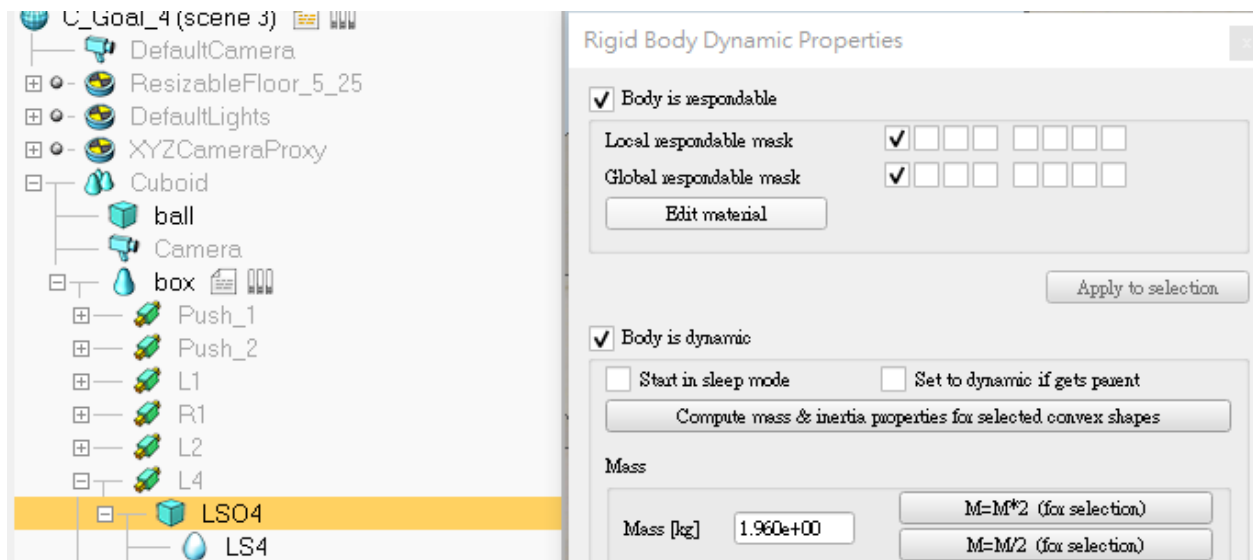 C_Goal_4 (scene 3)
DefaultCamera
ResizableFloor_5_25
DefaultLights
XYZCameraProxy
Cuboid
ball
Camera
box
Push_1
Push_2
L1
R1
L2
L4
LSO4
LS4
Rigid Body Dynamic Properties
Body is respondable
Local respondable mask
Global respondable mask
Edit material
Apply to selection
Body is dynamic
Start in sleep mode
Set to dynamic if gets parent
Compute mass & inertia properties for selected convex shapes
Mass
Mass [kg]
1.960e+00
M=M*2 (for selection)
M=M/2 (for selection)